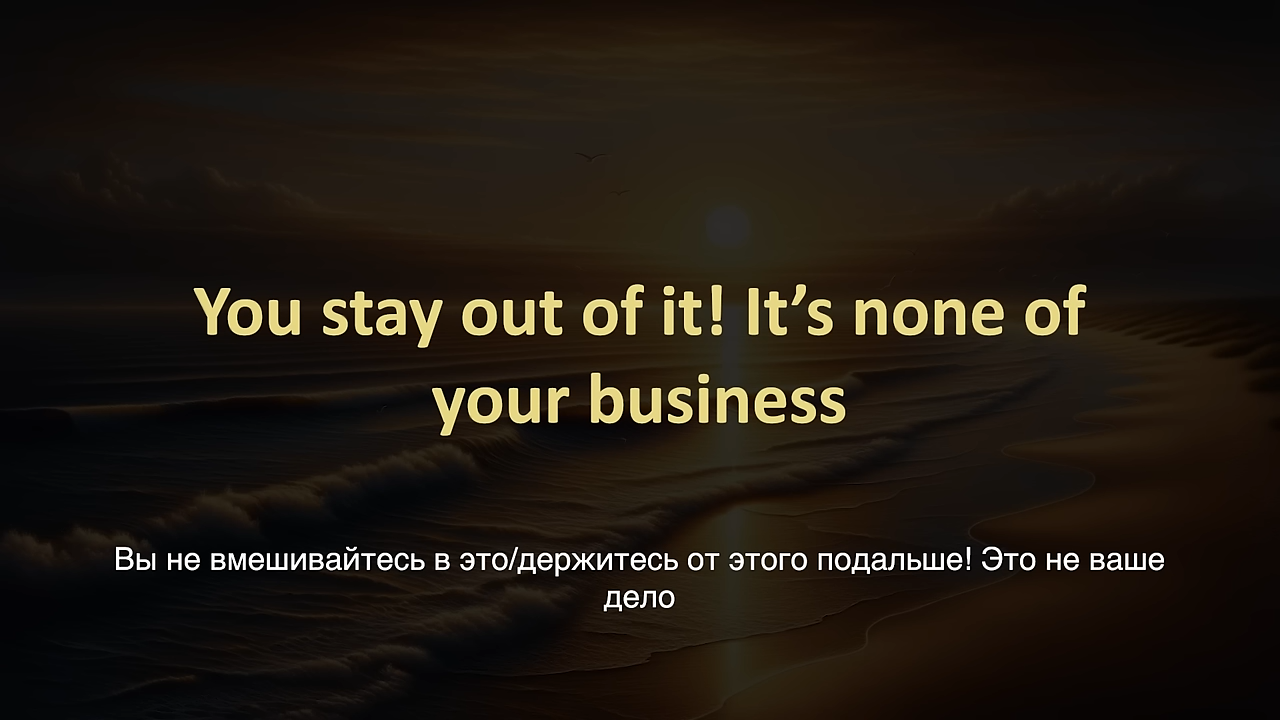 You stay out of it! It’s none of
your business
Вы не вмешивайтесь в это/держитесь от этого подальше! Это не ваше
дело